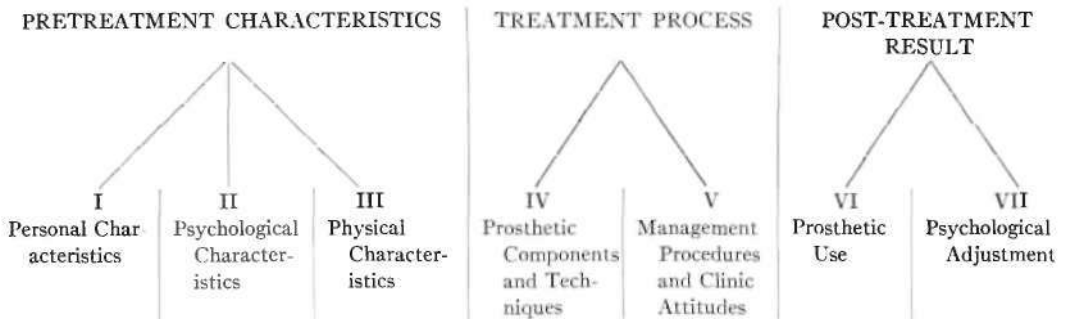 PRETREATMENT CHARACTERISTICS
TREATMENT PROCESS
POST-TREATMENT
RESULT
I
Personal Char
acteristics
II
Psychological
Character-
istics
III
Physical
Character-
istics
IV
Prosthetic
Components
and Tech-
niques
V
Management
Procedures
and Clinic
Attitudes
VI
Prosthetic
Use
VII
Psychological
Adjustment